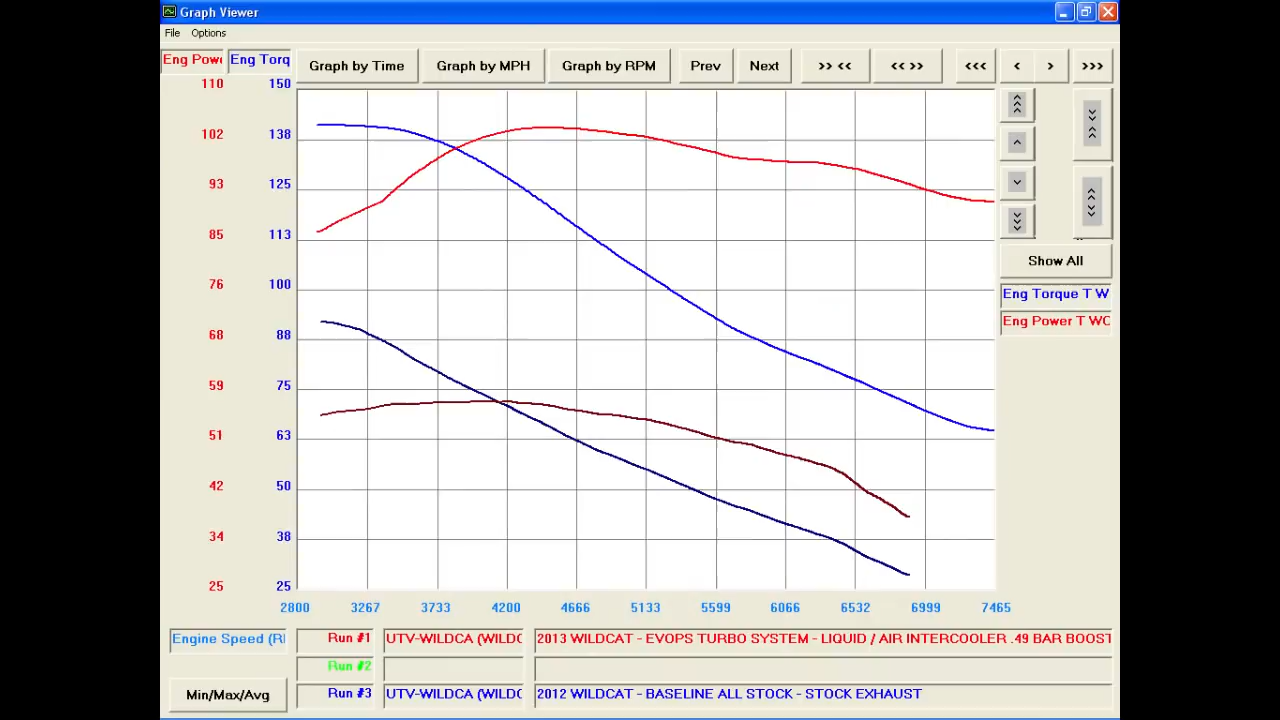 Graph Viewer
File Options
Eng Powe Eng Torq Graph by Time Graph by MPH Graph by RPM Prev Next >> << << >> <<< < > >>>
110 150
102 138
93 125
85 113
76 100
68 88
59 75
51 63
42 50
34 38
25 25
Show All
Eng Torque T W
Eng Power T WC
2800 3267 3733 4200 4666 5133 5599 6066 6532 6999 7465
Engine Speed (R Run #1 UTV-WILDCA (WILDC 2013 WILDCAT - EVOPS TURBO SYSTEM - LIQUID / AIR INTERCOOLER .49 BAR BOOST
Run #2
Min/Max/Avg Run #3 UTV-WILDCA (WILDC 2012 WILDCAT - BASELINE ALL STOCK - STOCK EXHAUST